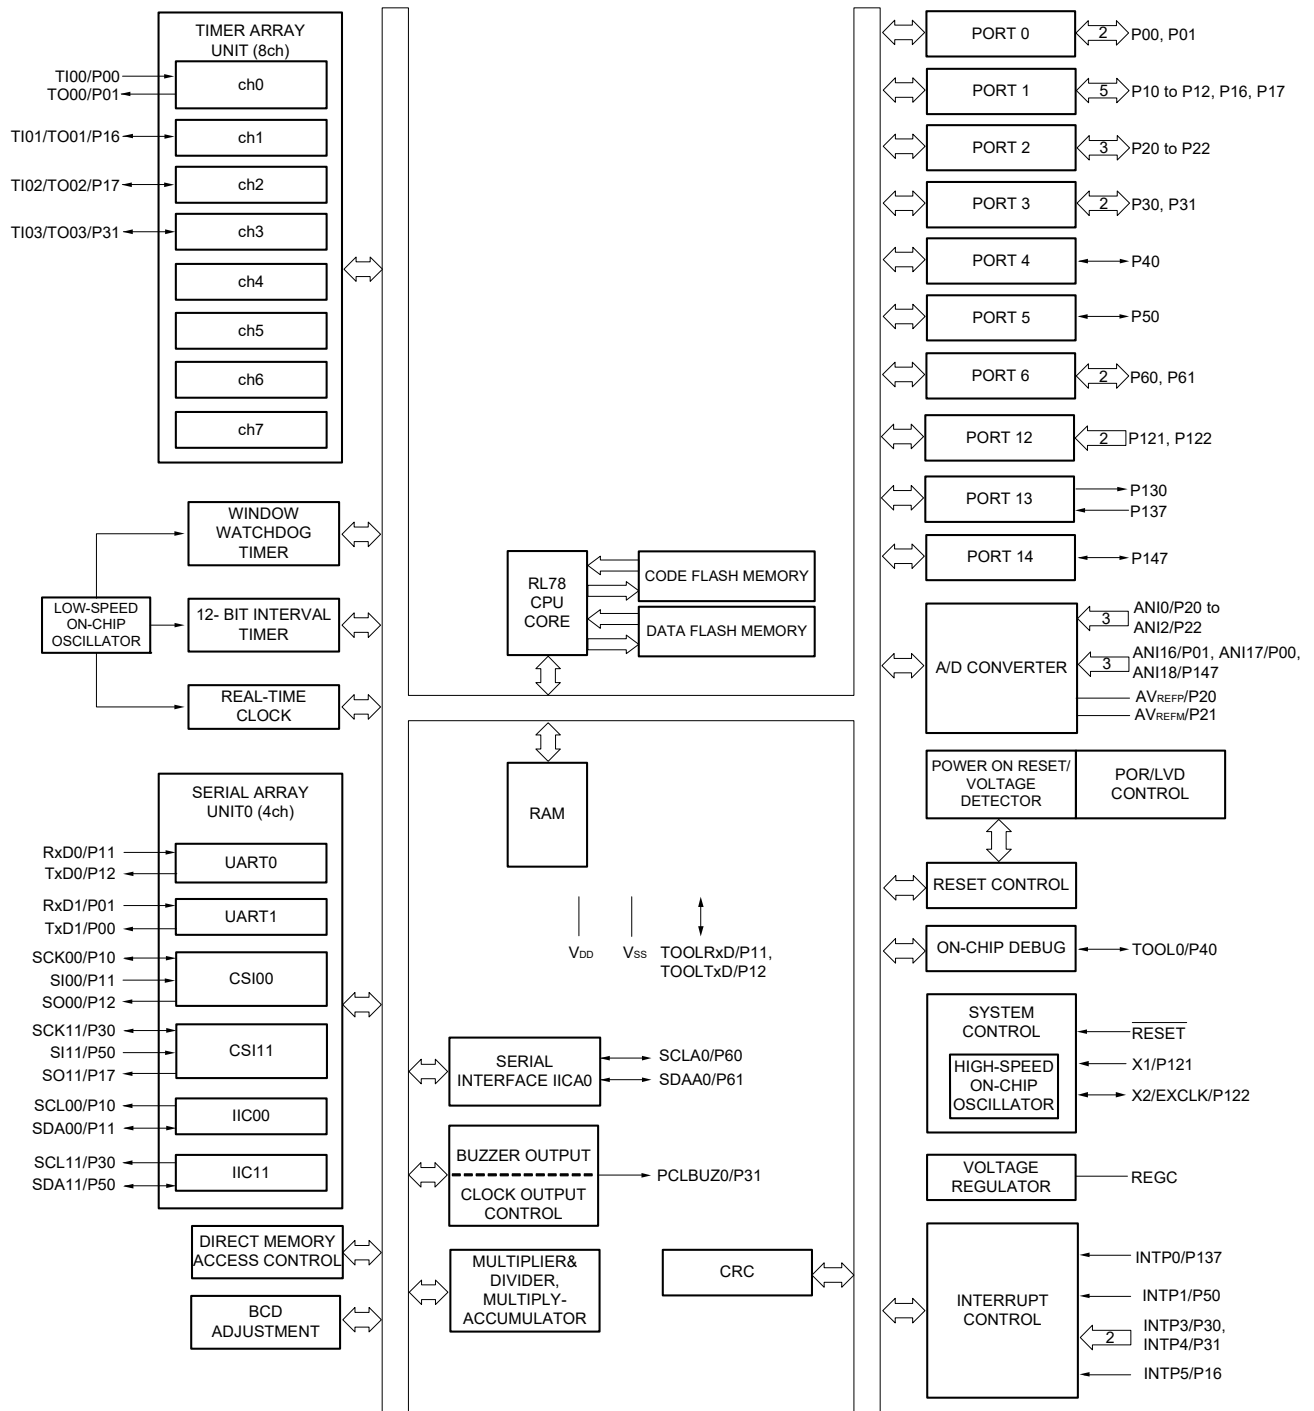 TIMER ARRAY
UNIT (8ch)
TI00/P00
TO00/P01
ch0
TI01/TO01/P16
ch1
TI02/TO02/P17
ch2
TI03/TO03/P31
ch3
ch4
ch5
ch6
ch7
WINDOW
WATCHDOG
TIMER
LOW-SPEED
ON-CHIP
OSCILLATOR
12- BIT INTERVAL
TIMER
REAL-TIME
CLOCK
SERIAL ARRAY
UNIT0 (4ch)
RxD0/P11
TxD0/P12
UART0
RxD1/P01
TxD1/P00
UART1
SCK00/P10
SI00/P11
SO00/P12
CSI00
SCK11/P30
SI11/P50
SO11/P17
CSI11
SCL00/P10
SDA00/P11
IIC00
SCL11/P30
SDA11/P50
IIC11
DIRECT MEMORY
ACCESS CONTROL
BCD
ADJUSTMENT
RL78
CPU
CORE
CODE FLASH MEMORY
DATA FLASH MEMORY
RAM
VDD
VSS
TOOLRxD/P11,
TOOLTxD/P12
SERIAL
INTERFACE IICA0
SCLA0/P60
SDAA0/P61
BUZZER OUTPUT
CLOCK OUTPUT
CONTROL
PCLBUZ0/P31
MULTIPLIER&
DIVIDER,
MULTIPLY-
ACCUMULATOR
CRC
PORT 0
2
P00, P01
PORT 1
5
P10 to P12, P16, P17
PORT 2
3
P20 to P22
PORT 3
2
P30, P31
PORT 4
P40
PORT 5
P50
PORT 6
2
P60, P61
PORT 12
2
P121, P122
PORT 13
P130
P137
PORT 14
P147
A/D CONVERTER
3
ANI0/P20 to
ANI2/P22
3
ANI16/P01, ANI17/P00,
ANI18/P147
AVREFP/P20
AVREFM/P21
POWER ON RESET/
VOLTAGE
DETECTOR
POR/LVD
CONTROL
RESET CONTROL
ON-CHIP DEBUG
TOOL0/P40
SYSTEM
CONTROL
HIGH-SPEED
ON-CHIP
OSCILLATOR
RESET
X1/P121
X2/EXCLK/P122
VOLTAGE
REGULATOR
REGC
INTERRUPT
CONTROL
INTP0/P137
INTP1/P50
2
INTP3/P30,
INTP4/P31
INTP5/P16